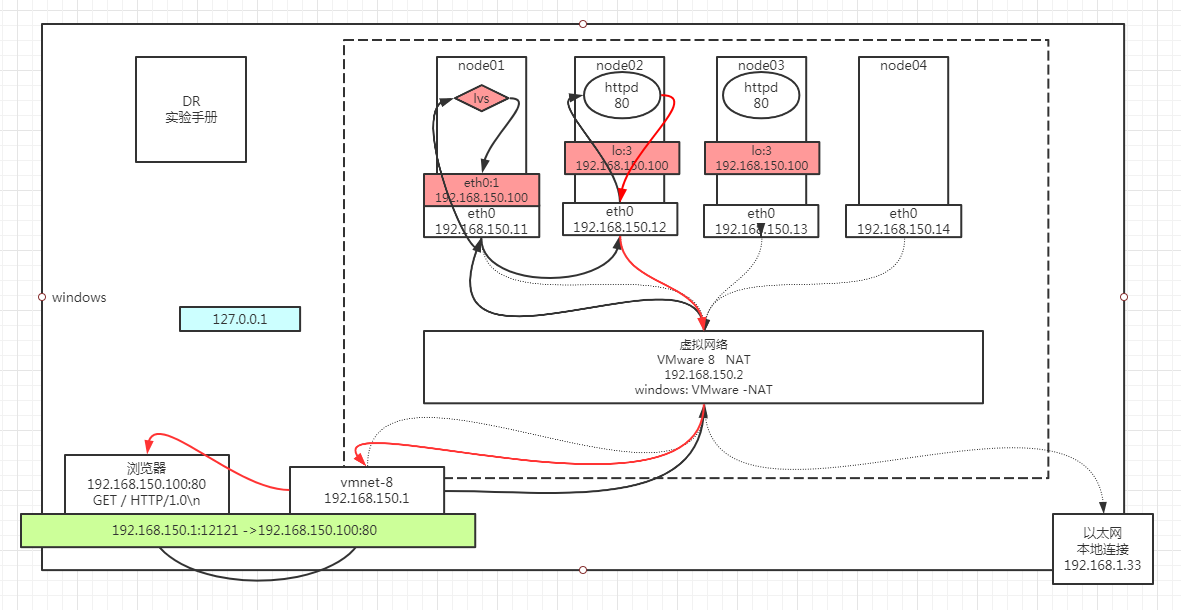 node01
node02
node03
node04
lvs
httpd
80
httpd
80
DR
实验手册
lo:3
192.168.150.100
lo:3
192.168.150.100
eth0:1
192.168.150.100
eth0
192.168.150.11
eth0
192.168.150.12
eth0
192.168.150.13
eth0
192.168.150.14
windows
127.0.0.1
虚拟网络
VMware 8 NAT
192.168.150.2
windows: VMware -NAT
浏览器
192.168.150.100:80
GET / HTTP/1.0\n
vmnet-8
192.168.150.1
192.168.150.1:12121 ->192.168.150.100:80
以太网
本地连接
192.168.1.33